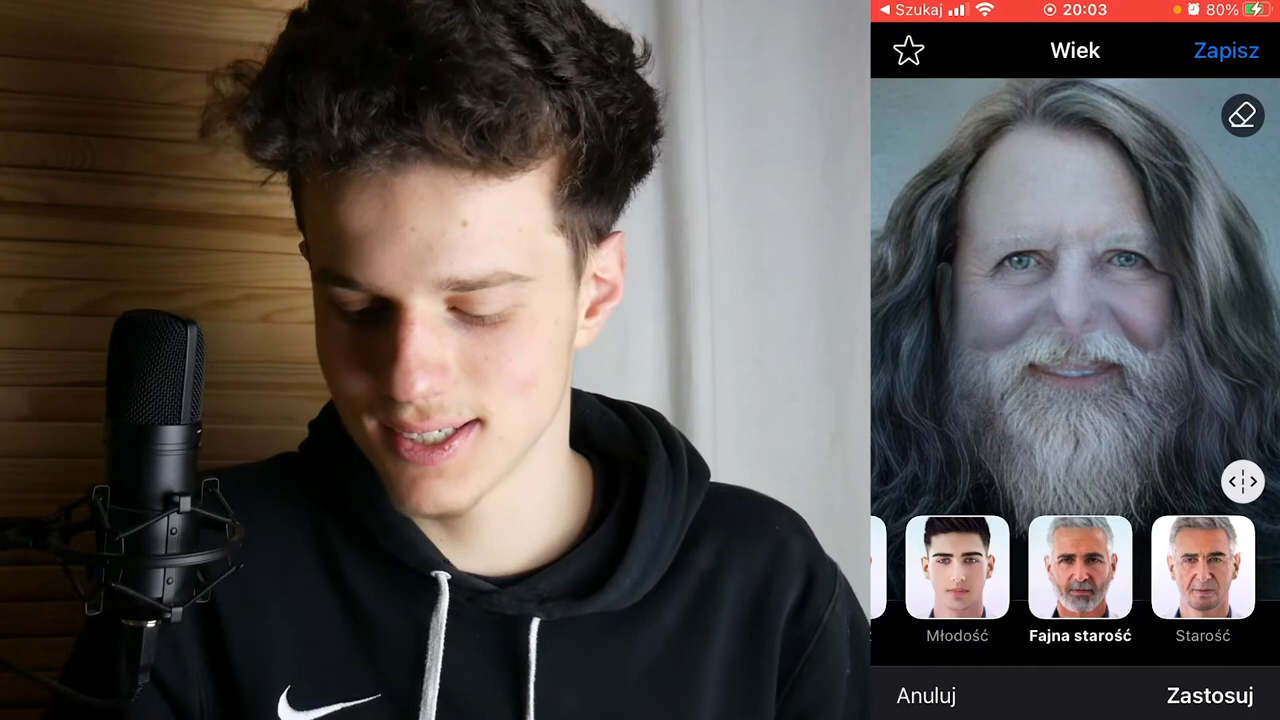 Szukaj
20:03
80%
Wiek
Zapisz
Młodość
Fajna starość
Starość
Anuluj
Zastosuj